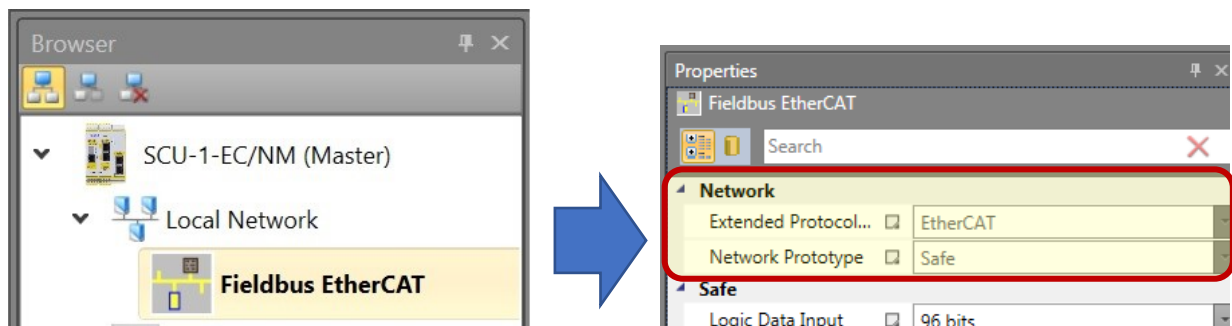 Browser
SCU-1-EC/NM (Master)
Local Network
Fieldbus EtherCAT
Properties
Fieldbus EtherCAT
Search
Network
Extended Protocol... EtherCAT
Network Prototype Safe
Safe
Logic Data Input 96 bits